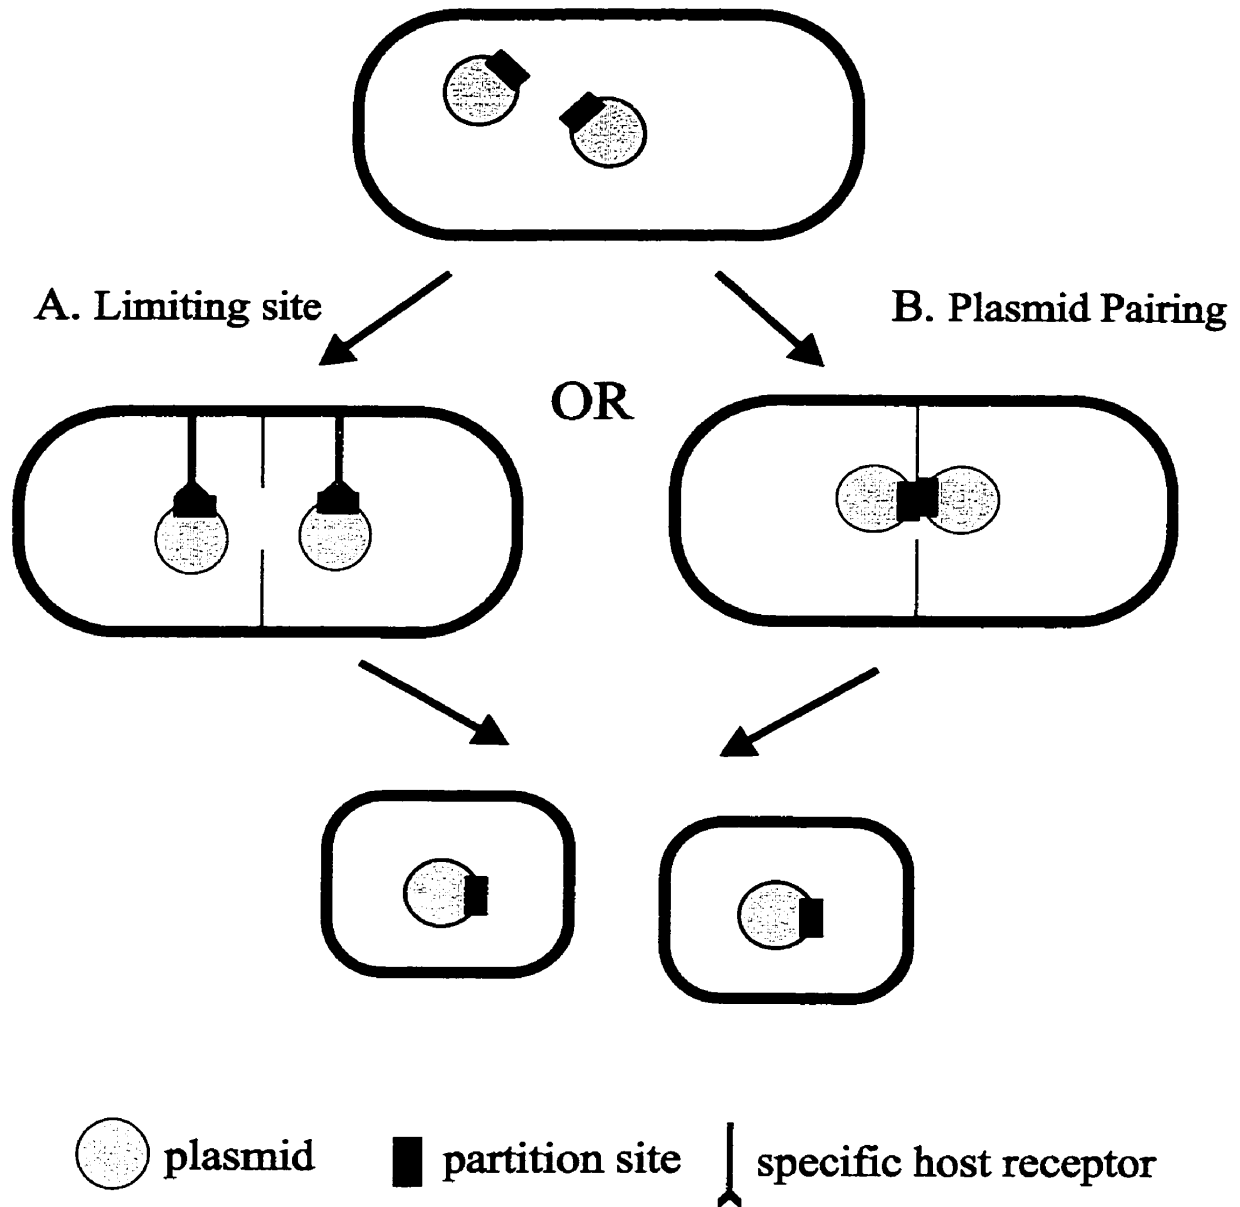 A. Limiting site
B. Plasmid Pairing
OR
plasmid
partition site
specific host receptor